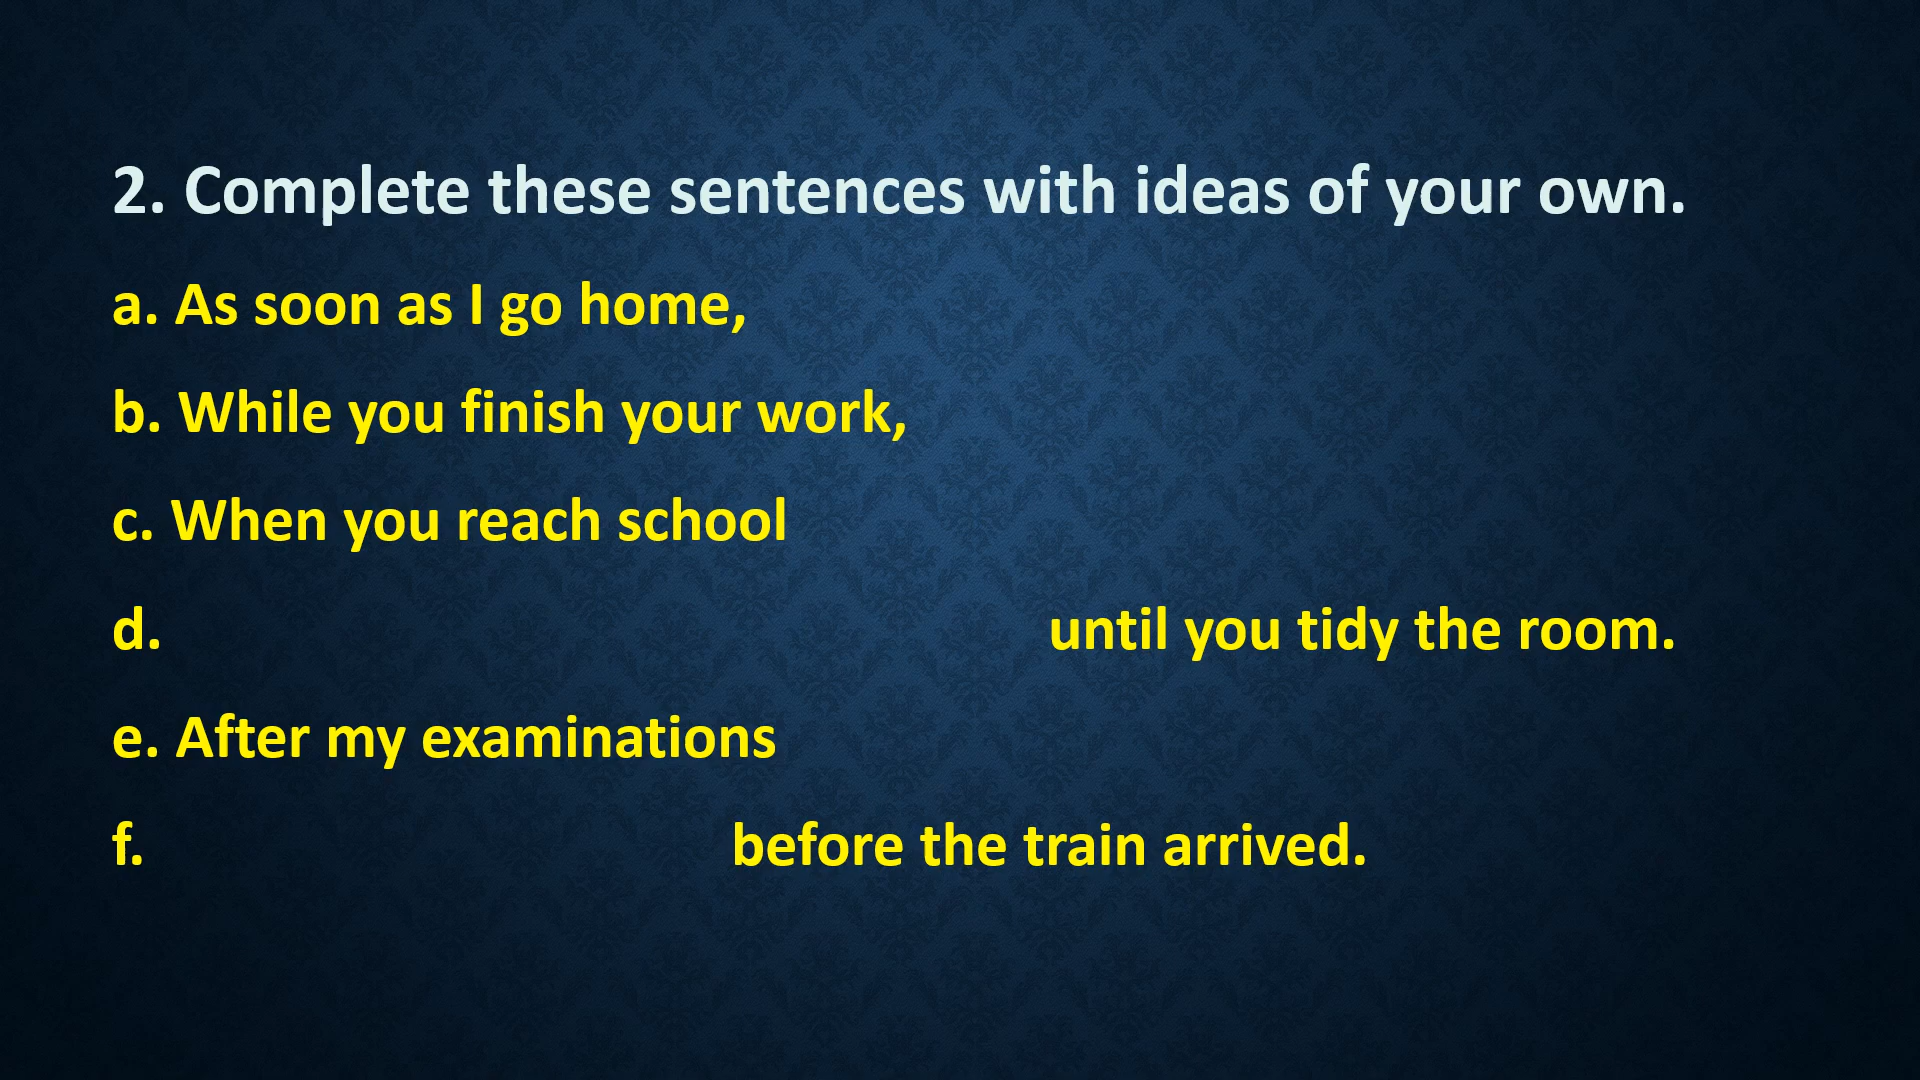 2. Complete these sentences with ideas of your own.
a. As soon as I go home,
b. While you finish your work,
c. When you reach school
d. until you tidy the room.
e. After my examinations
f. before the train arrived.